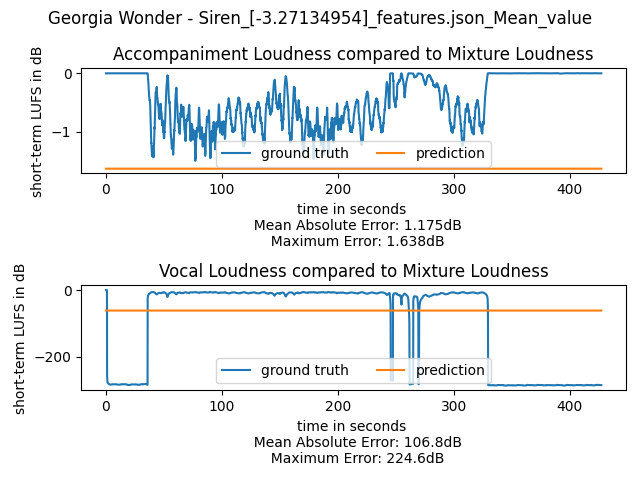 Georgia Wonder - Siren_[-3.27134954]_features.json_Mean_value
Accompaniment Loudness compared to Mixture Loudness
short-term LUFS in dB
0
−1
ground truth
prediction
0
100
200
300
400
time in seconds
Mean Absolute Error: 1.175dB
Maximum Error: 1.638dB
Vocal Loudness compared to Mixture Loudness
short-term LUFS in dB
0
−200
ground truth
prediction
0
100
200
300
400
time in seconds
Mean Absolute Error: 106.8dB
Maximum Error: 224.6dB